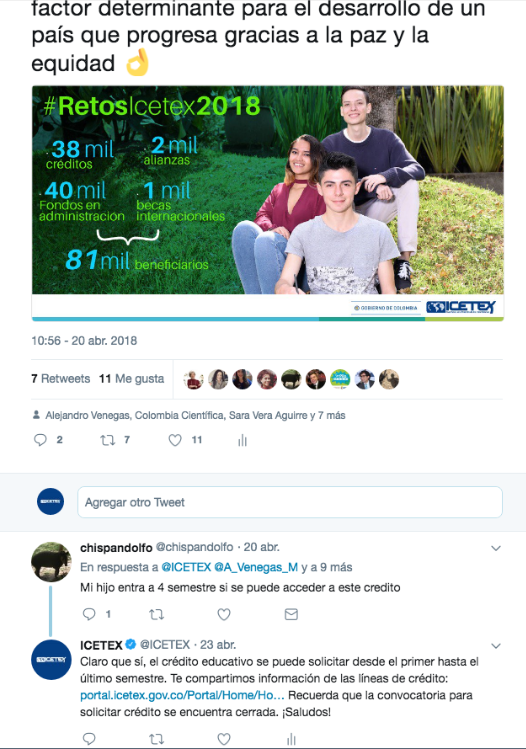 factor determinante para el desarrollo de un
país que progresa gracias a la paz y la
equidad 👌
#RetosIcetex2018
38 mil
créditos
2 mil
alianzas
40 mil
Fondos en
administración
1 mil
becas
internacionales
81 mil beneficiarios
GOBIERNO DE COLOMBIA
ICETEX
10:56 - 20 abr. 2018
7 Retweets 11 Me gusta
Alejandro Venegas, Colombia Científica, Sara Vera Aguirre y 7 más
2 7 11
Agregar otro Tweet
chispandolfo @chispandolfo · 20 abr.
En respuesta a @ICETEX @A_Venegas_M y a 9 más
Mi hijo entra a 4 semestre si se puede acceder a este credito
1
ICETEX
ICETEX @ICETEX · 23 abr.
Claro que sí, el crédito educativo se puede solicitar desde el primer hasta el
último semestre. Te compartimos información de las líneas de crédito:
portal.icetex.gov.co/Portal/Home/Ho... Recuerda que la convocatoria para
solicitar crédito se encuentra cerrada. ¡Saludos!